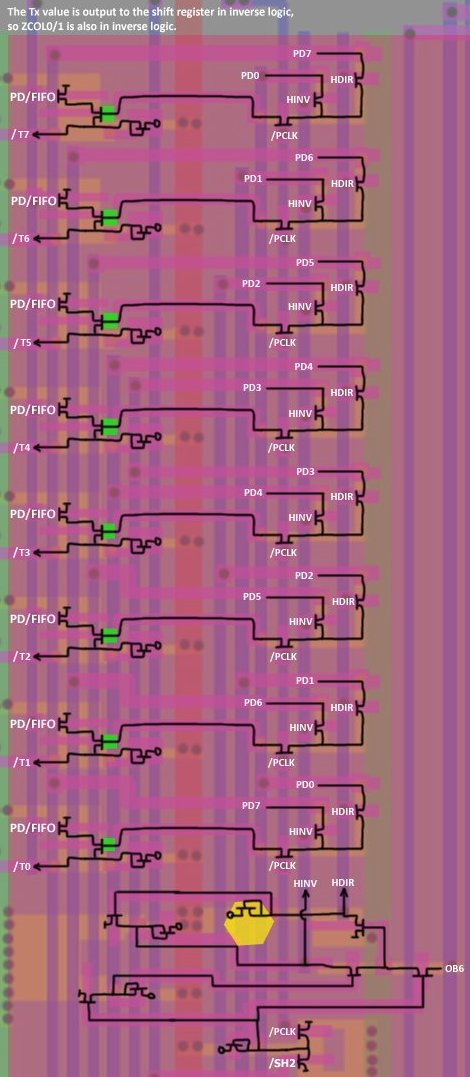 The Tx value is output to the shift register in inverse logic,
so ZCOL0/1 is also in inverse logic.
PD7
PD0 HDIR
PD/FIFO HINV
/T7 /PCLK
PD6
PD1 HDIR
PD/FIFO HINV
/T6 /PCLK
PD5
PD2 HDIR
PD/FIFO HINV
/T5 /PCLK
PD4
PD3 HDIR
PD/FIFO HINV
/T4 /PCLK
PD3
PD4 HDIR
PD/FIFO HINV
/T3 /PCLK
PD2
PD5 HDIR
PD/FIFO HINV
/T2 /PCLK
PD1
PD6 HDIR
PD/FIFO HINV
/T1 /PCLK
PD0
PD7 HDIR
PD/FIFO HINV
/T0 /PCLK
HINV HDIR
OB6
/PCLK
/SH2